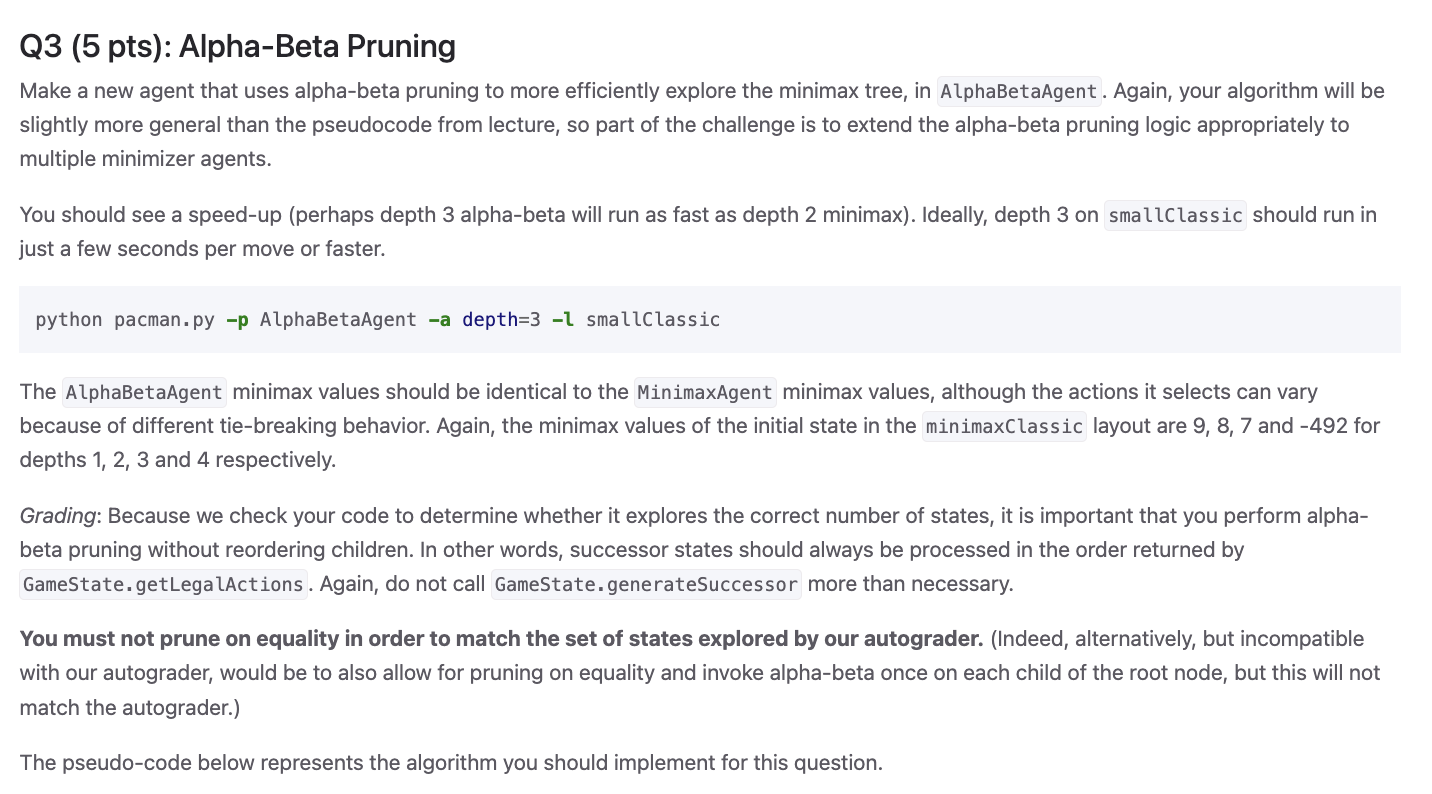 Q3 (5 pts): Alpha-Beta Pruning
Make a new agent that uses alpha-beta pruning to more efficiently explore the minimax tree, in AlphaBetaAgent. Again, your algorithm will be
slightly more general than the pseudocode from lecture, so part of the challenge is to extend the alpha-beta pruning logic appropriately to
multiple minimizer agents.
You should see a speed-up (perhaps depth 3 alpha-beta will run as fast as depth 2 minimax). Ideally, depth 3 on smallClassic should run in
just a few seconds per move or faster.
python pacman.py -p AlphaBetaAgent -a depth=3 -l smallClassic
The AlphaBetaAgent minimax values should be identical to the MinimaxAgent minimax values, although the actions it selects can vary
because of different tie-breaking behavior. Again, the minimax values of the initial state in the minimaxClassic layout are 9, 8, 7 and -492 for
depths 1, 2, 3 and 4 respectively.
Grading: Because we check your code to determine whether it explores the correct number of states, it is important that you perform alpha-
beta pruning without reordering children. In other words, successor states should always be processed in the order returned by
GameState.getLegalActions. Again, do not call GameState.generateSuccessor more than necessary.
You must not prune on equality in order to match the set of states explored by our autograder. (Indeed, alternatively, but incompatible
with our autograder, would be to also allow for pruning on equality and invoke alpha-beta once on each child of the root node, but this will not
match the autograder.)
The pseudo-code below represents the algorithm you should implement for this question.